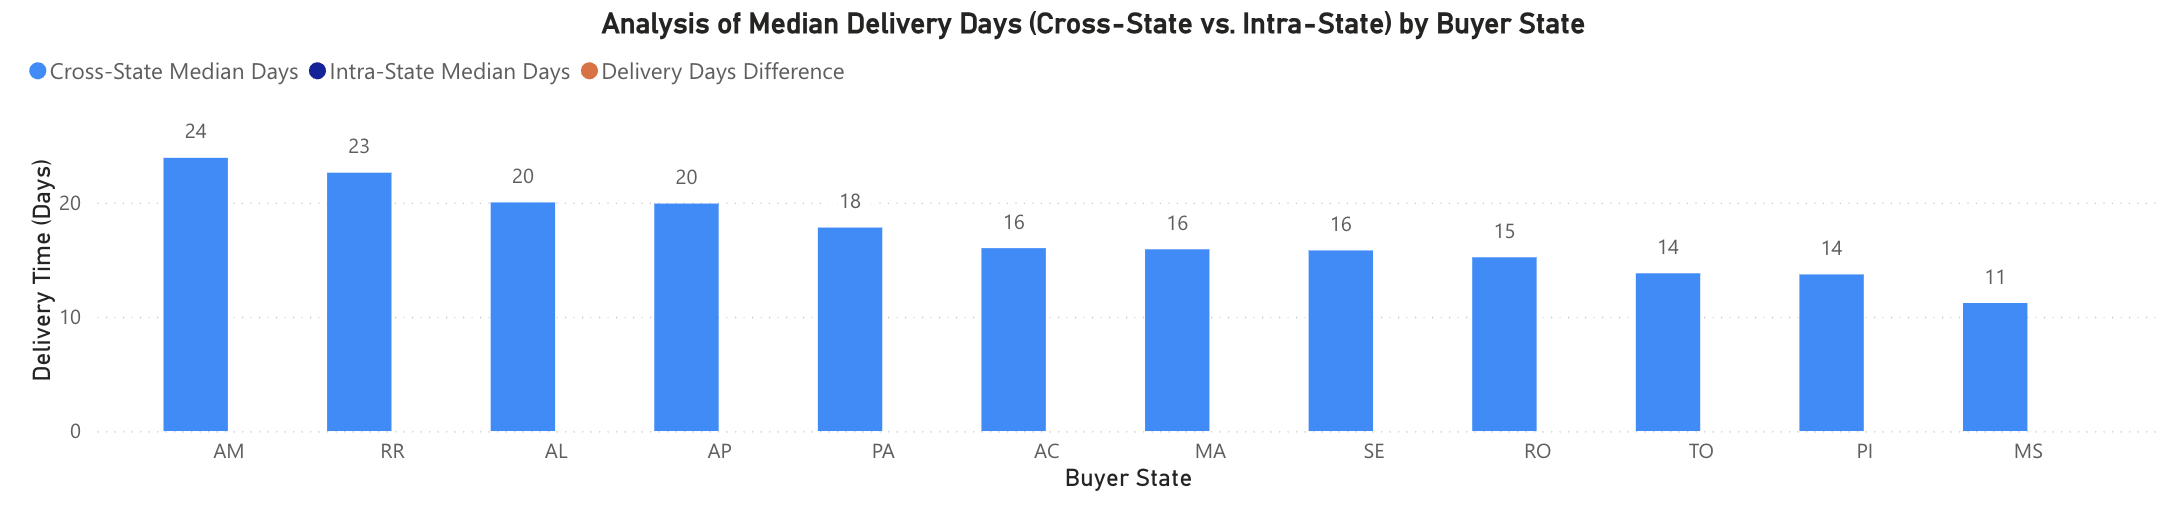 Analysis of Median Delivery Days (Cross-State vs. Intra-State) by Buyer State
Cross-State Median Days Intra-State Median Days Delivery Days Difference
Delivery Time (Days)
20
10
0
24 23 20 20 18 16 16 16 15 14 14 11
AM RR AL AP PA AC MA SE RO TO PI MS
Buyer State